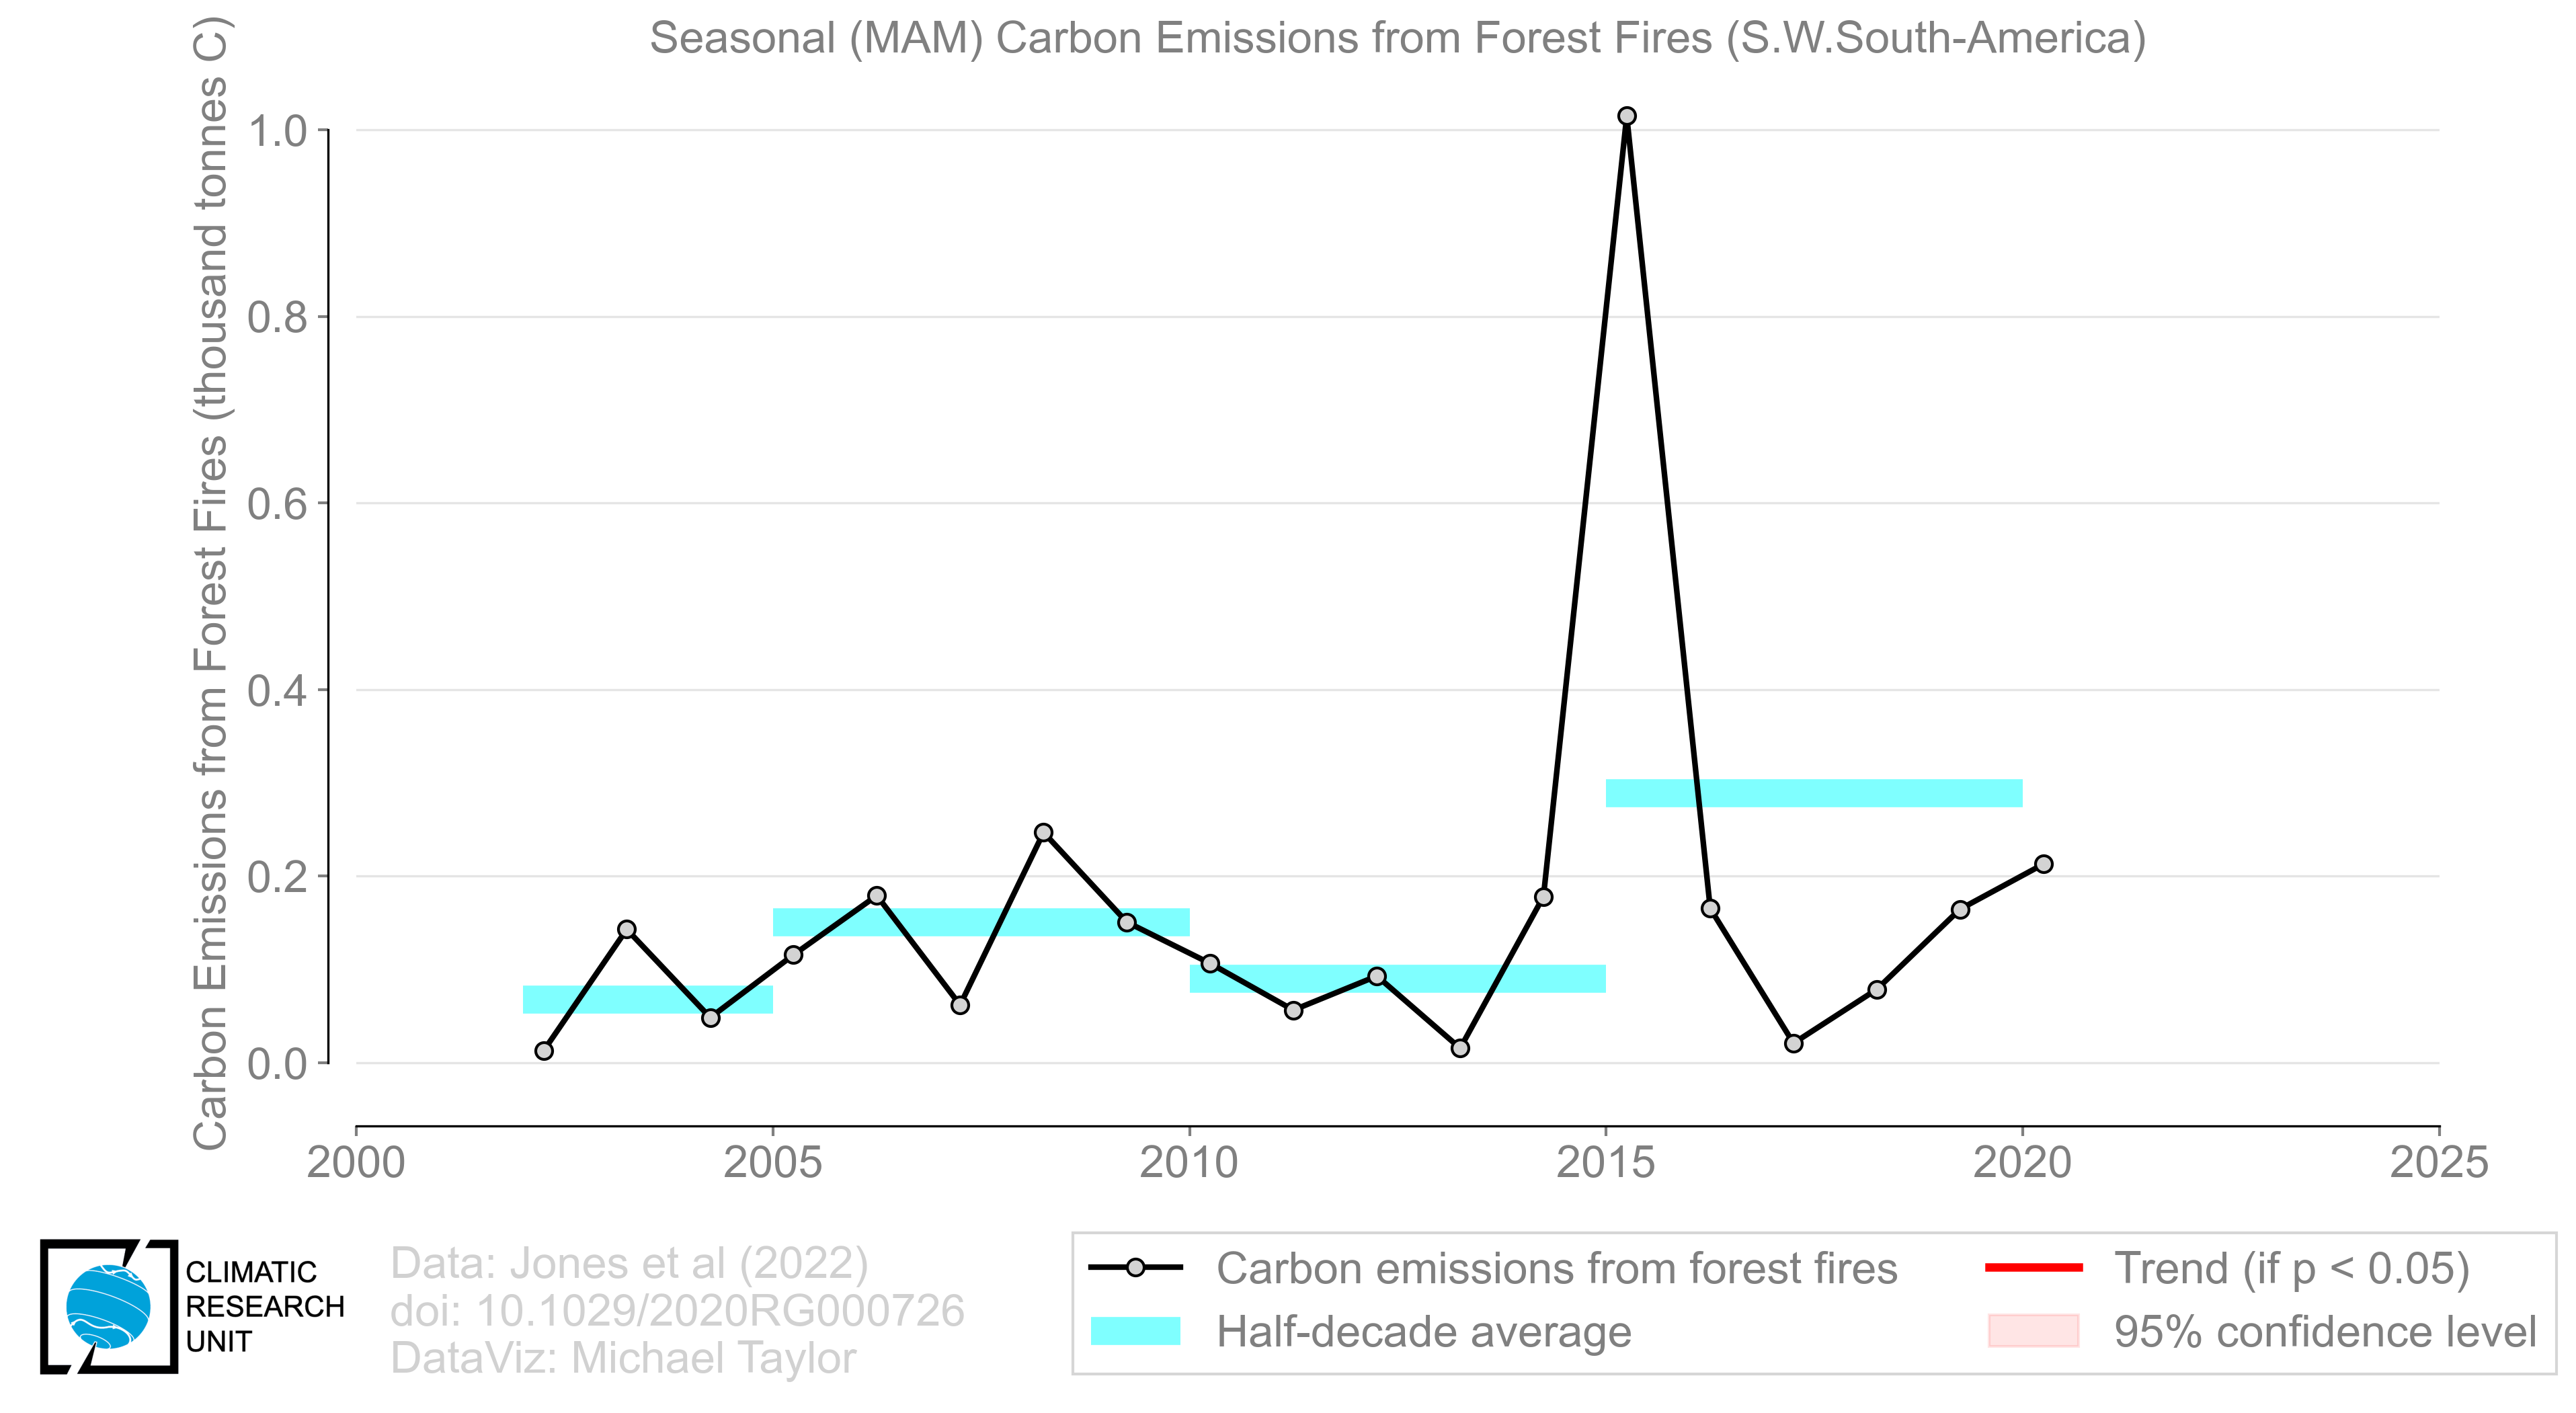 Seasonal (MAM) Carbon Emissions from Forest Fires (S.W.South-America)
Carbon Emissions from Forest Fires (thousand tonnes C)
1.0
0.8
0.6
0.4
0.2
0.0
2000 2005 2010 2015 2020 2025
CLIMATIC
RESEARCH
UNIT
Data: Jones et al (2022)
doi: 10.1029/2020RG000726
DataViz: Michael Taylor
Carbon emissions from forest fires
Half-decade average
Trend (if p < 0.05)
95% confidence level